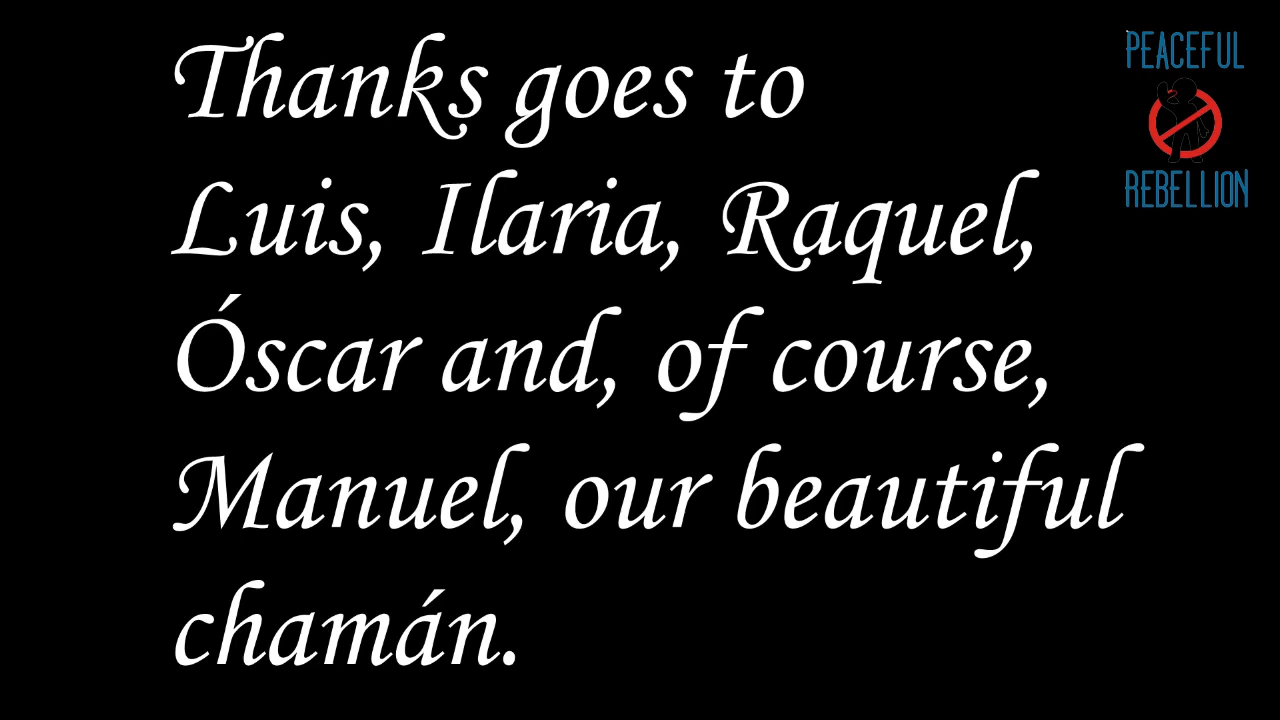 Thanks goes to
Luis, Ilaria, Raquel,
Óscar and, of course,
Manuel, our beautiful
chamán.
PEACEFUL
REBELLION